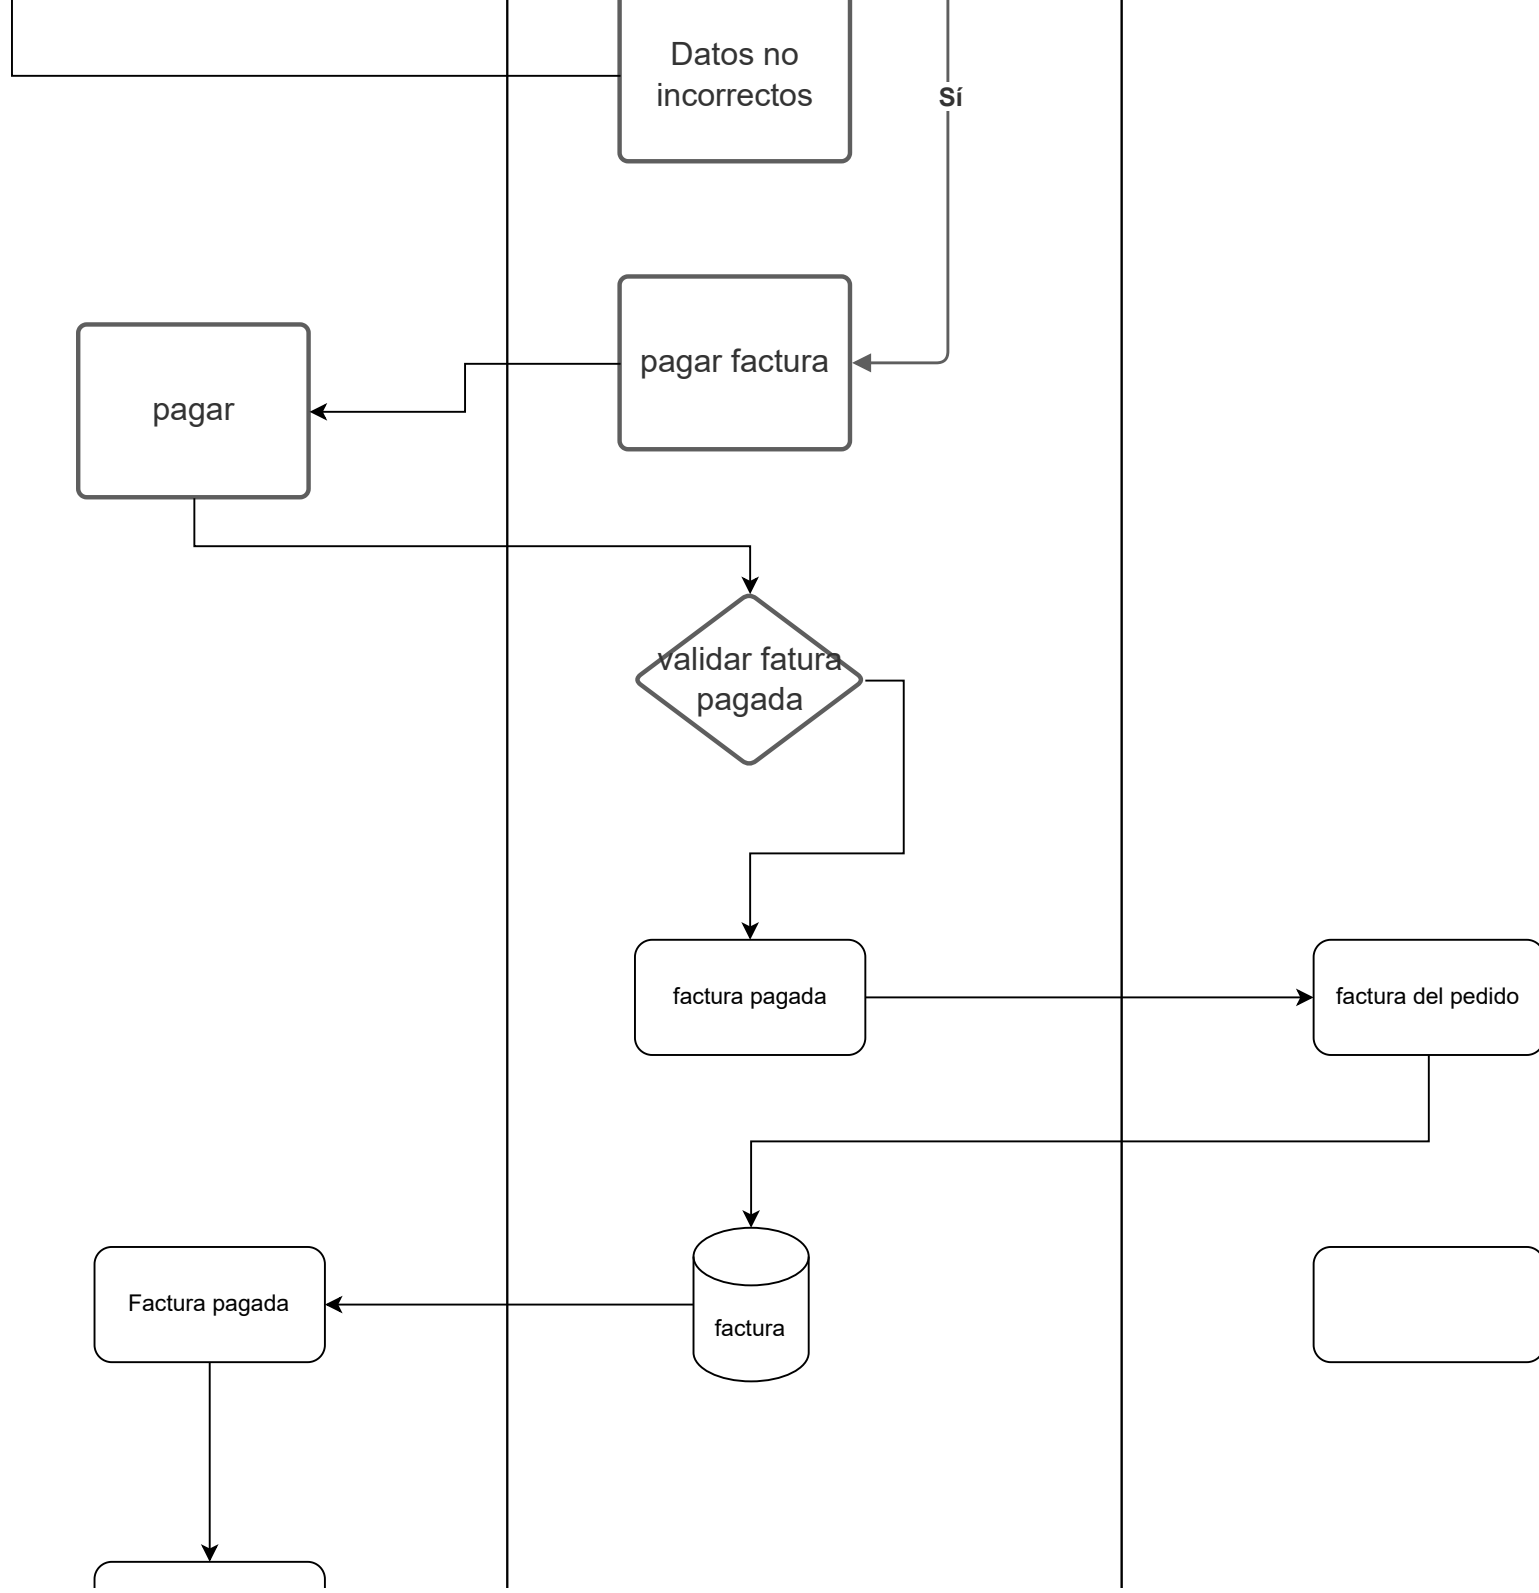 Datos no
incorrectos
Sí
pagar factura
pagar
validar fatura
pagada
factura pagada
factura del pedido
Factura pagada
factura